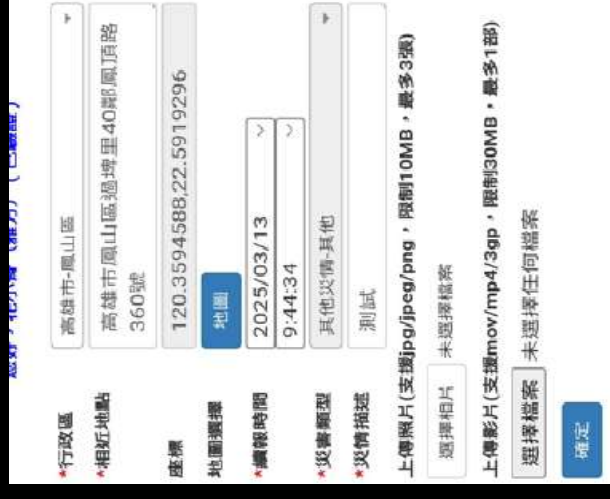 *行政區 高雄市-鳳山區
*相近地點 高雄市鳳山區過埤里40鄰鳳頂路
360號
座標 120.3594588,22.5919296
地圖選擇 地圖
*續報時間 2025/03/13
9:44:34
*災害類型 其他災情-其他
*災情描述 測試
上傳照片(支援jpg/jpeg/png，限制10MB，最多3張)
選擇相片 未選擇檔案
上傳影片(支援mov/mp4/3gp，限制30MB，最多1部)
選擇檔案 未選擇任何檔案
確定